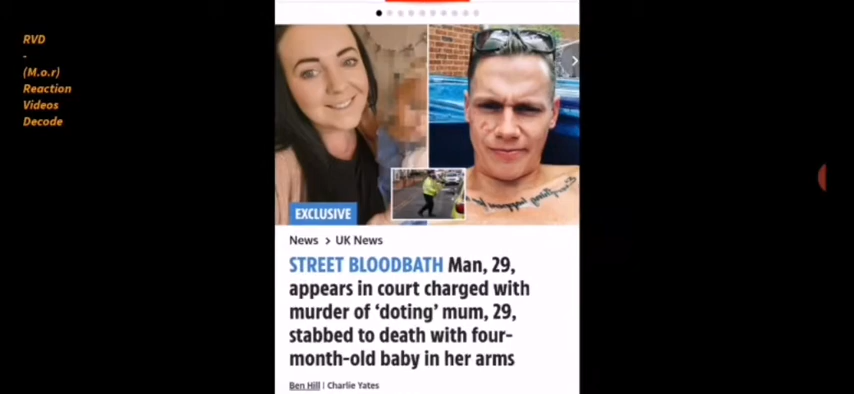 RVD
-
(M.o.r)
Reaction
Videos
Decode
EXCLUSIVE
News > UK News
STREET BLOODBATH Man, 29,
appears in court charged with
murder of ‘doting’ mum, 29,
stabbed to death with four-
month-old baby in her arms
Ben Hill | Charlie Yates